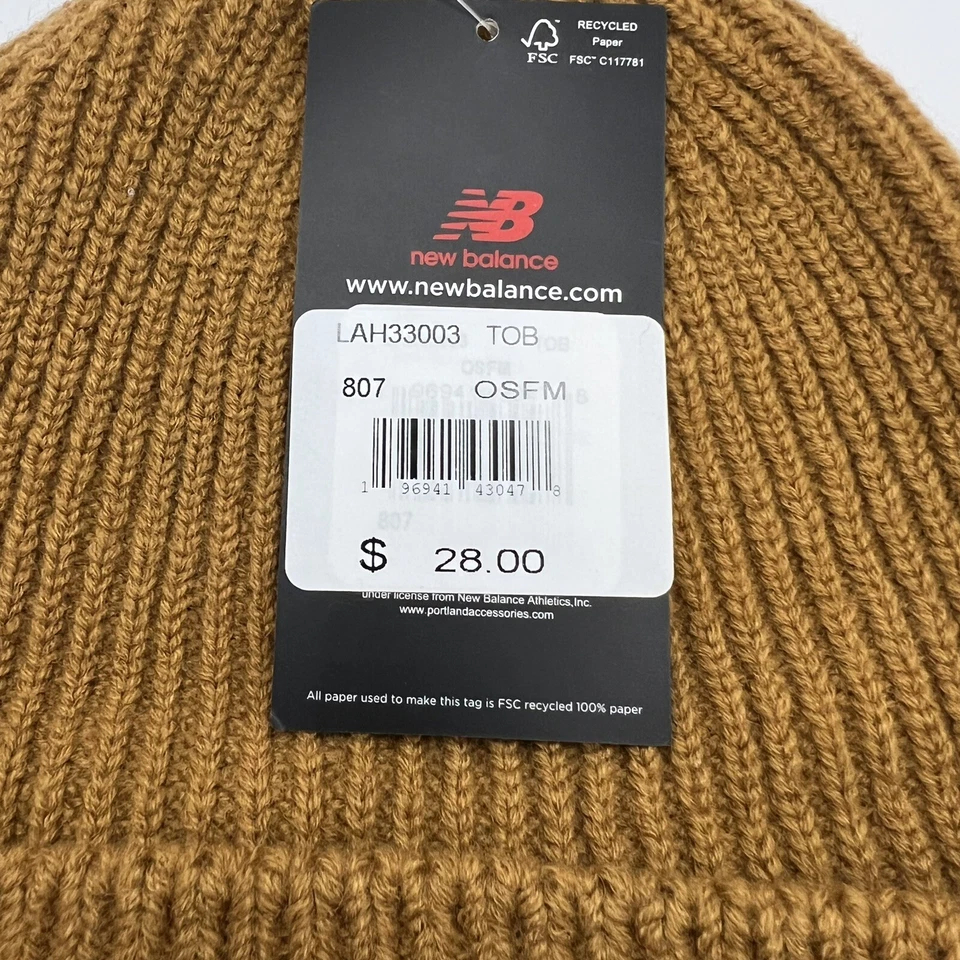 FSC™
RECYCLED
Paper
FSC™ C117781
NB
new balance
www.newbalance.com
LAH33003 TOB
807 OSFM
1 96941 43047 8
$ 28.00
under license from New Balance Athletics,Inc.
www.portlandaccessories.com
All paper used to make this tag is FSC recycled 100% paper